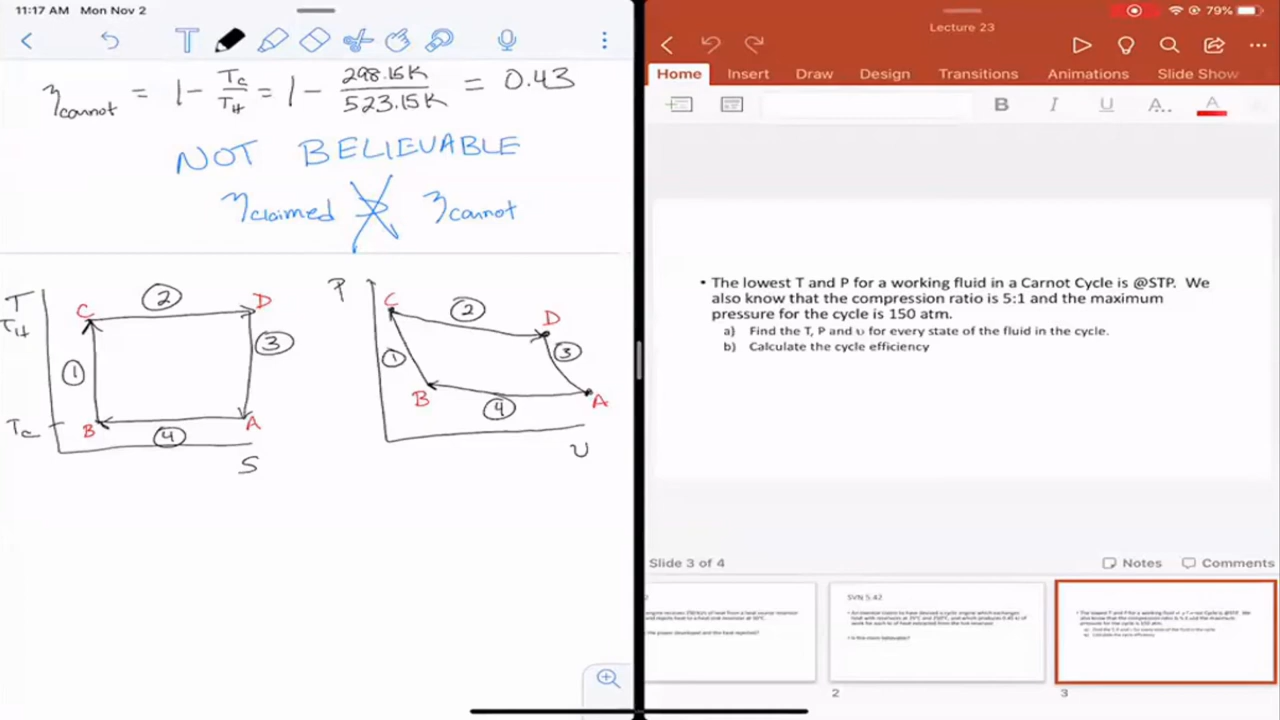 11:17 AM Mon Nov 2
79%
η carnot = 1 - Tc/TH = 1 - 298.15K/523.15K = 0.43
NOT BELIEVABLE
η claimed > η carnot
T
TH
C
②
D
①
③
Tc
B
④
A
S
P
C
②
D
①
③
B
④
A
υ
Lecture 23
Home Insert Draw Design Transitions Animations Slide Show
B I U A.. A
• The lowest T and P for a working fluid in a Carnot Cycle is @STP. We
also know that the compression ratio is 5:1 and the maximum
pressure for the cycle is 150 atm.
a) Find the T, P and υ for every state of the fluid in the cycle.
b) Calculate the cycle efficiency
Slide 3 of 4
Notes Comments
SVN 5.42
2
3